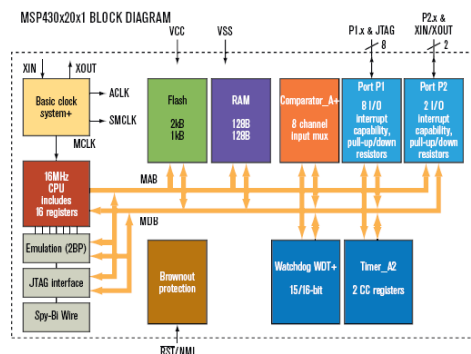 MSP430x20x1 BLOCK DIAGRAM
VCC
VSS
P1.x & JTAG
8
P2.x &
XIN/XOUT
2
XIN
XOUT
Basic clock
system+
ACLK
SMCLK
MCLK
Flash
2kB
1kB
RAM
128B
128B
Comparator_A+
8 channel
input mux
Port P1
8 I/O
interrupt
capability,
pull-up/down
resistors
Port P2
2 I/O
interrupt
capability,
pull-up/down
resistors
16MHz
CPU
includes
16 registers
MAB
MDB
Emulation (2BP)
JTAG interface
Spy-Bi Wire
Brownout
protection
Watchdog WDT+
15/16-bit
Timer_A2
2 CC registers
RST/NMI